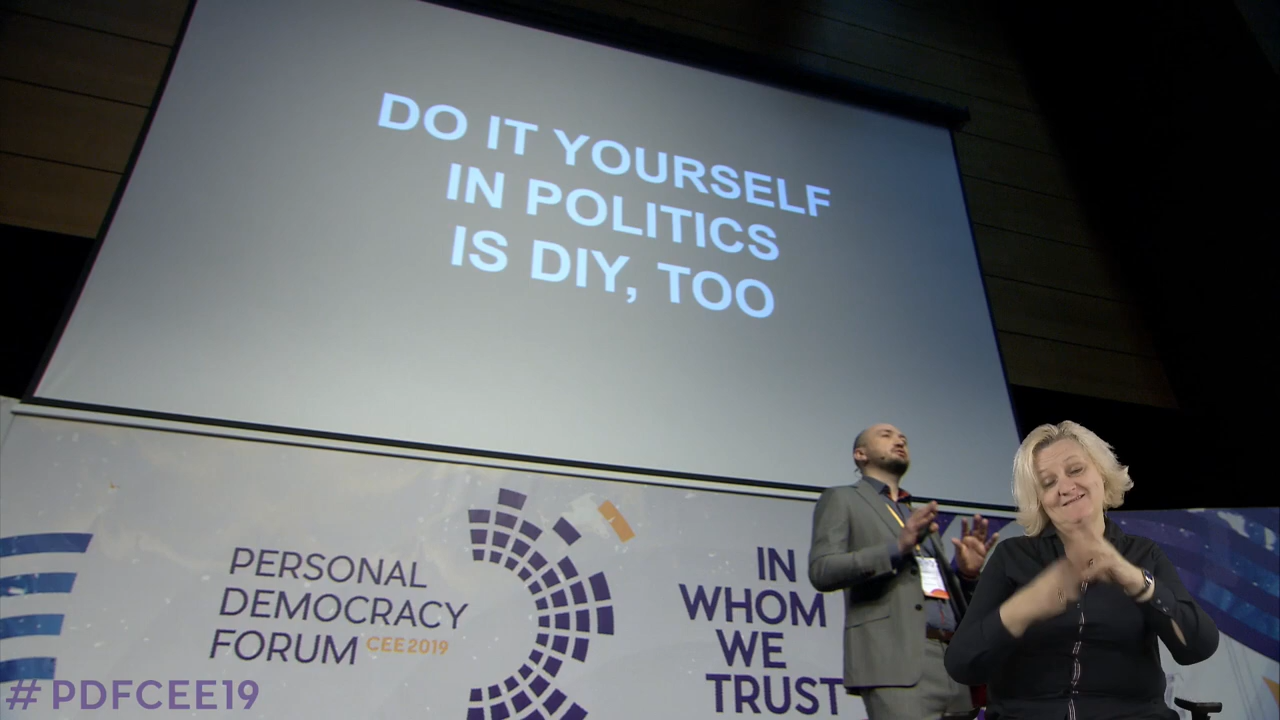 DO IT YOURSELF
IN POLITICS
IS DIY, TOO
PERSONAL
DEMOCRACY
FORUM CEE 2019
IN
WHOM
WE
TRUST
# PDFCEE19